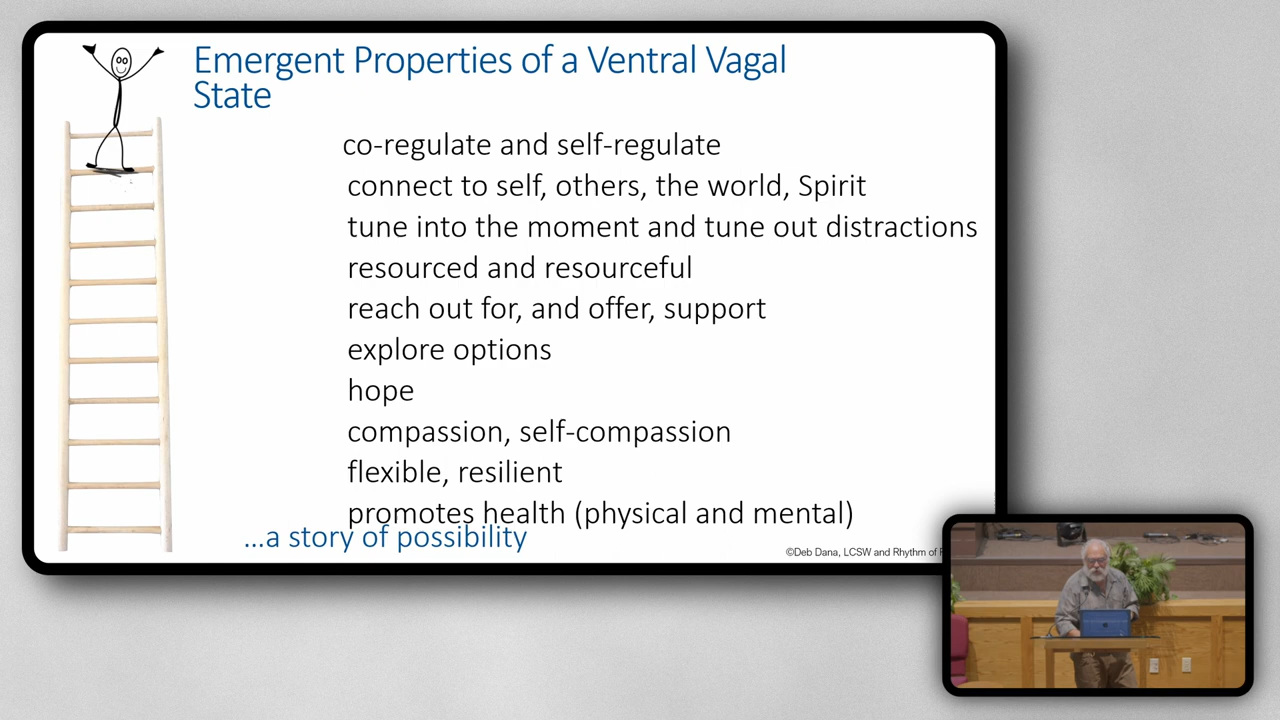 Emergent Properties of a Ventral Vagal
State
co-regulate and self-regulate
connect to self, others, the world, Spirit
tune into the moment and tune out distractions
resourced and resourceful
reach out for, and offer, support
explore options
hope
compassion, self-compassion
flexible, resilient
promotes health (physical and mental)
...a story of possibility
©Deb Dana, LCSW and Rhythm of